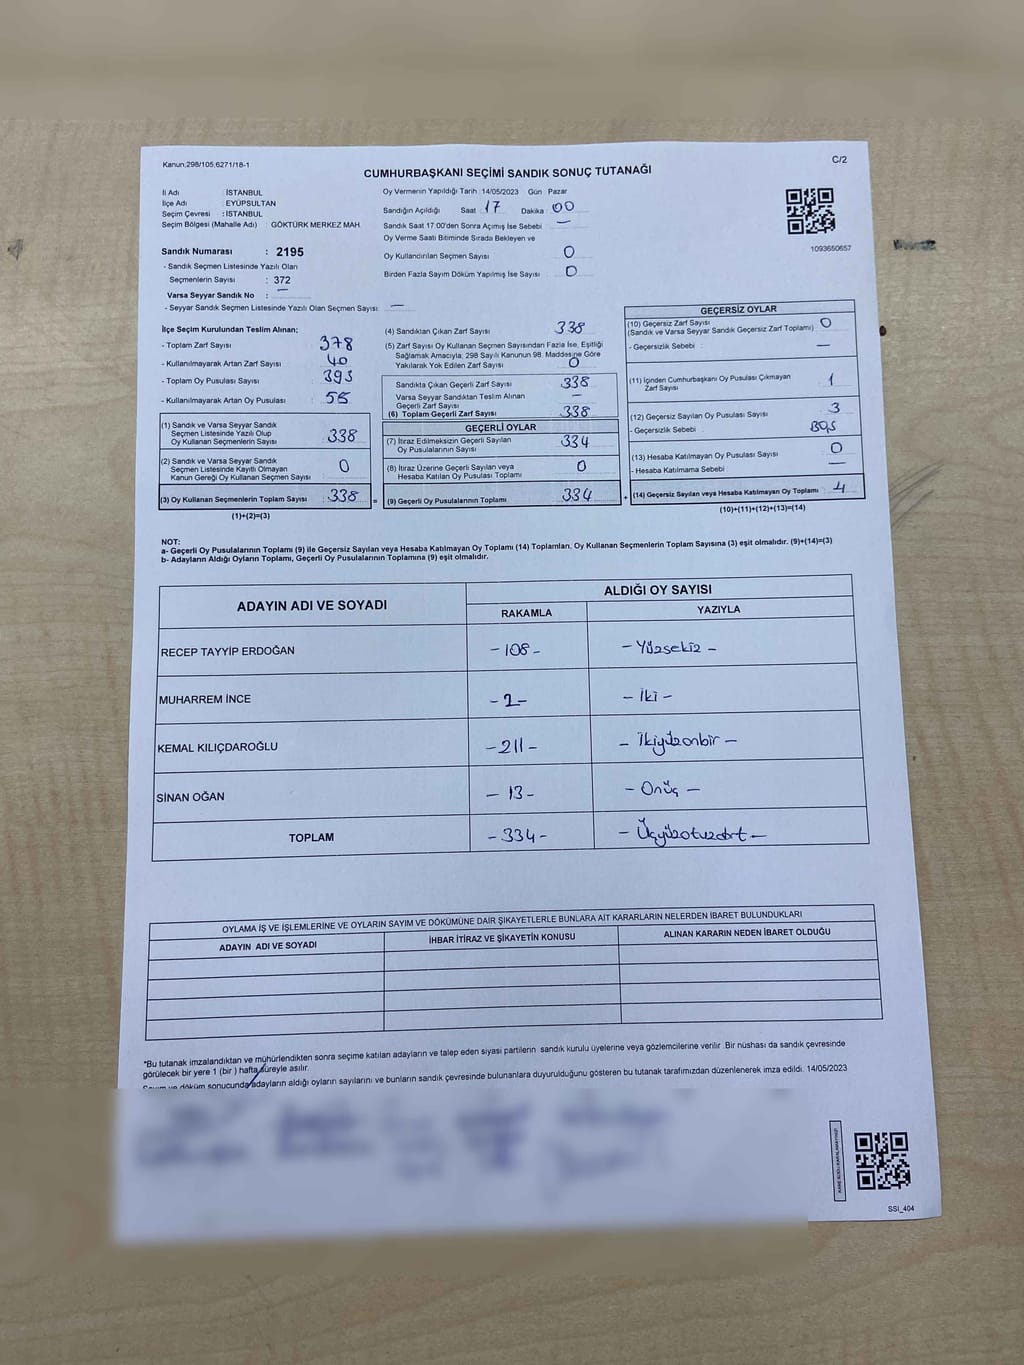 Kanun,298/105,6271/18-1
C/2
CUMHURBAŞKANI SEÇİMİ SANDIK SONUÇ TUTANAĞI
İl Adı : İSTANBUL
İlçe Adı : EYÜPSULTAN
Seçim Çevresi : İSTANBUL
Seçim Bölgesi (Mahalle Adı) : GÖKTÜRK MERKEZ MAH.
Sandık Numarası : 2195
- Sandık Seçmen Listesinde Yazılı Olan
Seçmenlerin Sayısı : 372
Varsa Seyyar Sandık No : —
- Seyyar Sandık Seçmen Listesinde Yazılı Olan Seçmen Sayısı : —
Oy Vermenin Yapıldığı Tarih : 14/05/2023 Gün : Pazar
Sandığın Açıldığı Saat 17 Dakika 00
Sandık Saat 17.00'den Sonra Açımış İse Sebebi —
Oy Verme Saati Bitiminde Sırada Bekleyen ve
Oy Kullandırılan Seçmen Sayısı 0
Birden Fazla Sayım Döküm Yapılmış İse Sayısı 0
1093650657
İlçe Seçim Kurulundan Teslim Alınan;
- Toplam Zarf Sayısı : 378
- Kullanılmayarak Artan Zarf Sayısı : 40
- Toplam Oy Pusulası Sayısı : 393
- Kullanılmayarak Artan Oy Pusulası : 55
(1) Sandık ve Varsa Seyyar Sandık
Seçmen Listesinde Yazılı Olup
Oy Kullanan Seçmenlerin Sayısı : 338
(2) Sandık ve Varsa Seyyar Sandık
Seçmen Listesinde Kayıtlı Olmayan
Kanun Gereği Oy Kullanan Seçmen Sayısı : 0
(3) Oy Kullanan Seçmenlerin Toplam Sayısı : 338 =
(1)+(2)=(3)
(4) Sandıktan Çıkan Zarf Sayısı 338
(5) Zarf Sayısı Oy Kullanan Seçmen Sayısından Fazla İse, Eşitliği
Sağlamak Amacıyla, 298 Sayılı Kanunun 98. Maddesine Göre
Yakılarak Yok Edilen Zarf Sayısı 0
Sandıkta Çıkan Geçerli Zarf Sayısı 338
Varsa Seyyar Sandıktan Teslim Alınan
Geçerli Zarf Sayısı —
(6) Toplam Geçerli Zarf Sayısı 338
GEÇERLİ OYLAR
(7) İtiraz Edilmeksizin Geçerli Sayılan
Oy Pusulalarının Sayısı 334
(8) İtiraz Üzerine Geçerli Sayılan veya
Hesaba Katılan Oy Pusulası Toplamı 0
(9) Geçerli Oy Pusulalarının Toplamı 334 +
GEÇERSİZ OYLAR
(10) Geçersiz Zarf Sayısı
(Sandık ve Varsa Seyyar Sandık Geçersiz Zarf Toplamı) 0
- Geçersizlik Sebebi : —
(11) İçinden Cumhurbaşkanı Oy Pusulası Çıkmayan
Zarf Sayısı 1
(12) Geçersiz Sayılan Oy Pusulası Sayısı 3
- Geçersizlik Sebebi : Boş
(13) Hesaba Katılmayan Oy Pusulası Sayısı 0
- Hesaba Katılmama Sebebi —
(14) Geçersiz Sayılan veya Hesaba Katılmayan Oy Toplamı : 4
(10)+(11)+(12)+(13)=(14)
NOT:
a- Geçerli Oy Pusulalarının Toplamı (9) ile Geçersiz Sayılan veya Hesaba Katılmayan Oy Toplamı (14) Toplamları, Oy Kullanan Seçmenlerin Toplam Sayısına (3) eşit olmalıdır. (9)+(14)=(3)
b- Adayların Aldığı Oyların Toplamı, Geçerli Oy Pusulalarının Toplamına (9) eşit olmalıdır.
ADAYIN ADI VE SOYADI ALDIĞI OY SAYISI
RAKAMLA YAZIYLA
RECEP TAYYİP ERDOĞAN - 108 - - Yüzsekiz -
MUHARREM İNCE - 2 - - İki -
KEMAL KILIÇDAROĞLU - 211 - - İkiyüzonbir -
SİNAN OĞAN - 13 - - Onüç -
TOPLAM - 334 - - Üçyüzotuzdört -
OYLAMA İŞ VE İŞLEMLERİNE VE OYLARIN SAYIM VE DÖKÜMÜNE DAİR ŞİKAYETLERLE BUNLARA AİT KARARLARIN NELERDEN İBARET BULUNDUKLARI
ADAYIN ADI VE SOYADI İHBAR İTİRAZ VE ŞİKAYETİN KONUSU ALINAN KARARIN NEDEN İBARET OLDUĞU
*Bu tutanak imzalandıktan ve mühürlendikten sonra seçime katılan adayların ve talep eden siyasi partilerin sandık kurulu üyelerine veya gözlemcilerine verilir. Bir nüshası da sandık çevresinde
görülecek bir yere 1 (bir ) hafta süreyle asılır.
Sayım ve döküm sonucunda adayların aldığı oyların sayılarını ve bunların sandık çevresinde bulunanlara duyurulduğunu gösteren bu tutanak tarafımızdan düzenlenerek imza edildi. 14/05/2023
SSI_404